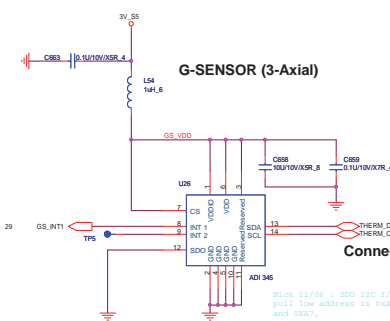 3V_S5
C663
0.1U/10V/X5R_4
G-SENSOR (3-Axial)
L54
1uH_6
GS_VDD
C658
10U/10V/X5R_8
C659
0.1U/10V/X7R_4
U26
1 6 3
VDDIO
VDD
Reserved
7 CS
29 GS_INT1 8 INT 1
TP5 9 INT 2
12 SDO
SDA 13 THERM_D
SCL 14 THERM_C
GND GND GND GND Reserved
2 4 5 10 11
ADI 345
Conne
Nick 11/06 : SDO I2C I/
pull low address is 0xA
and 0XA7.